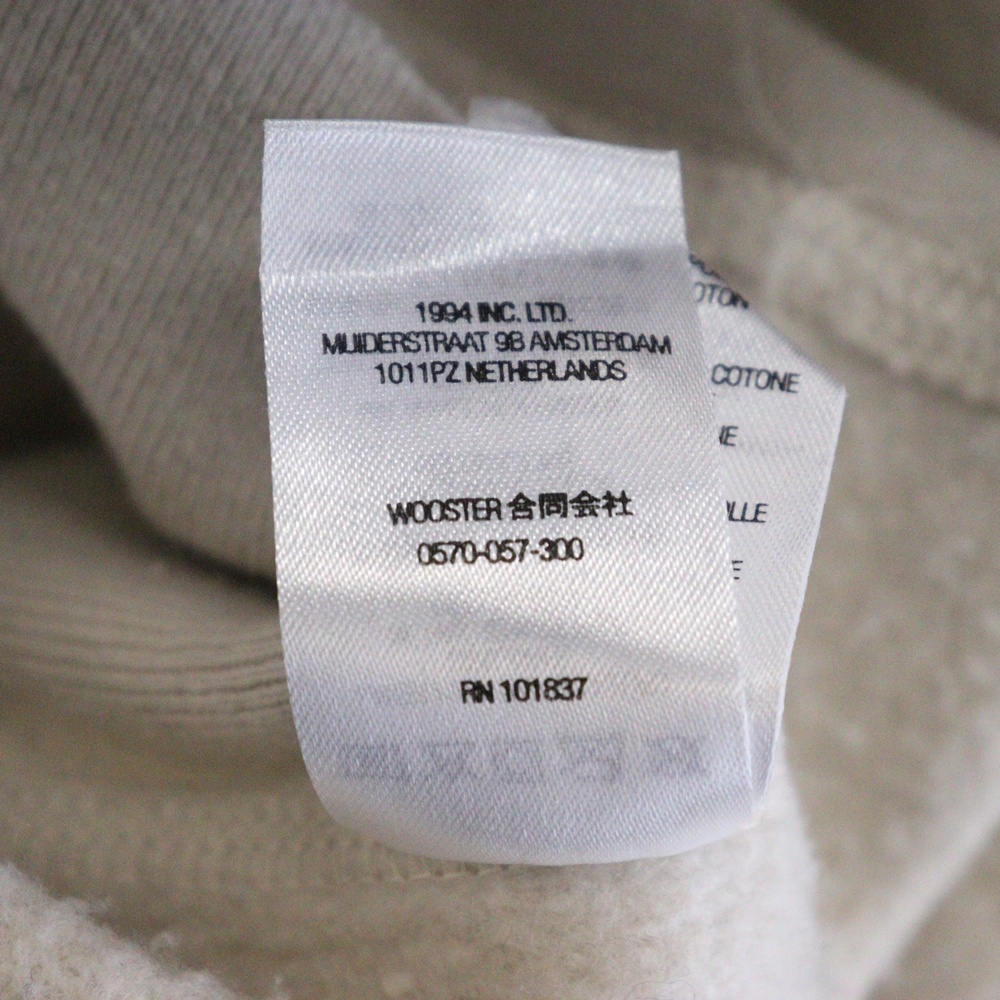 1994 INC. LTD.
MUIDERSTRAAT 9B AMSTERDAM
1011PZ NETHERLANDS
WOOSTER 合同会社
0570-057-300
RN 101837
COTONE